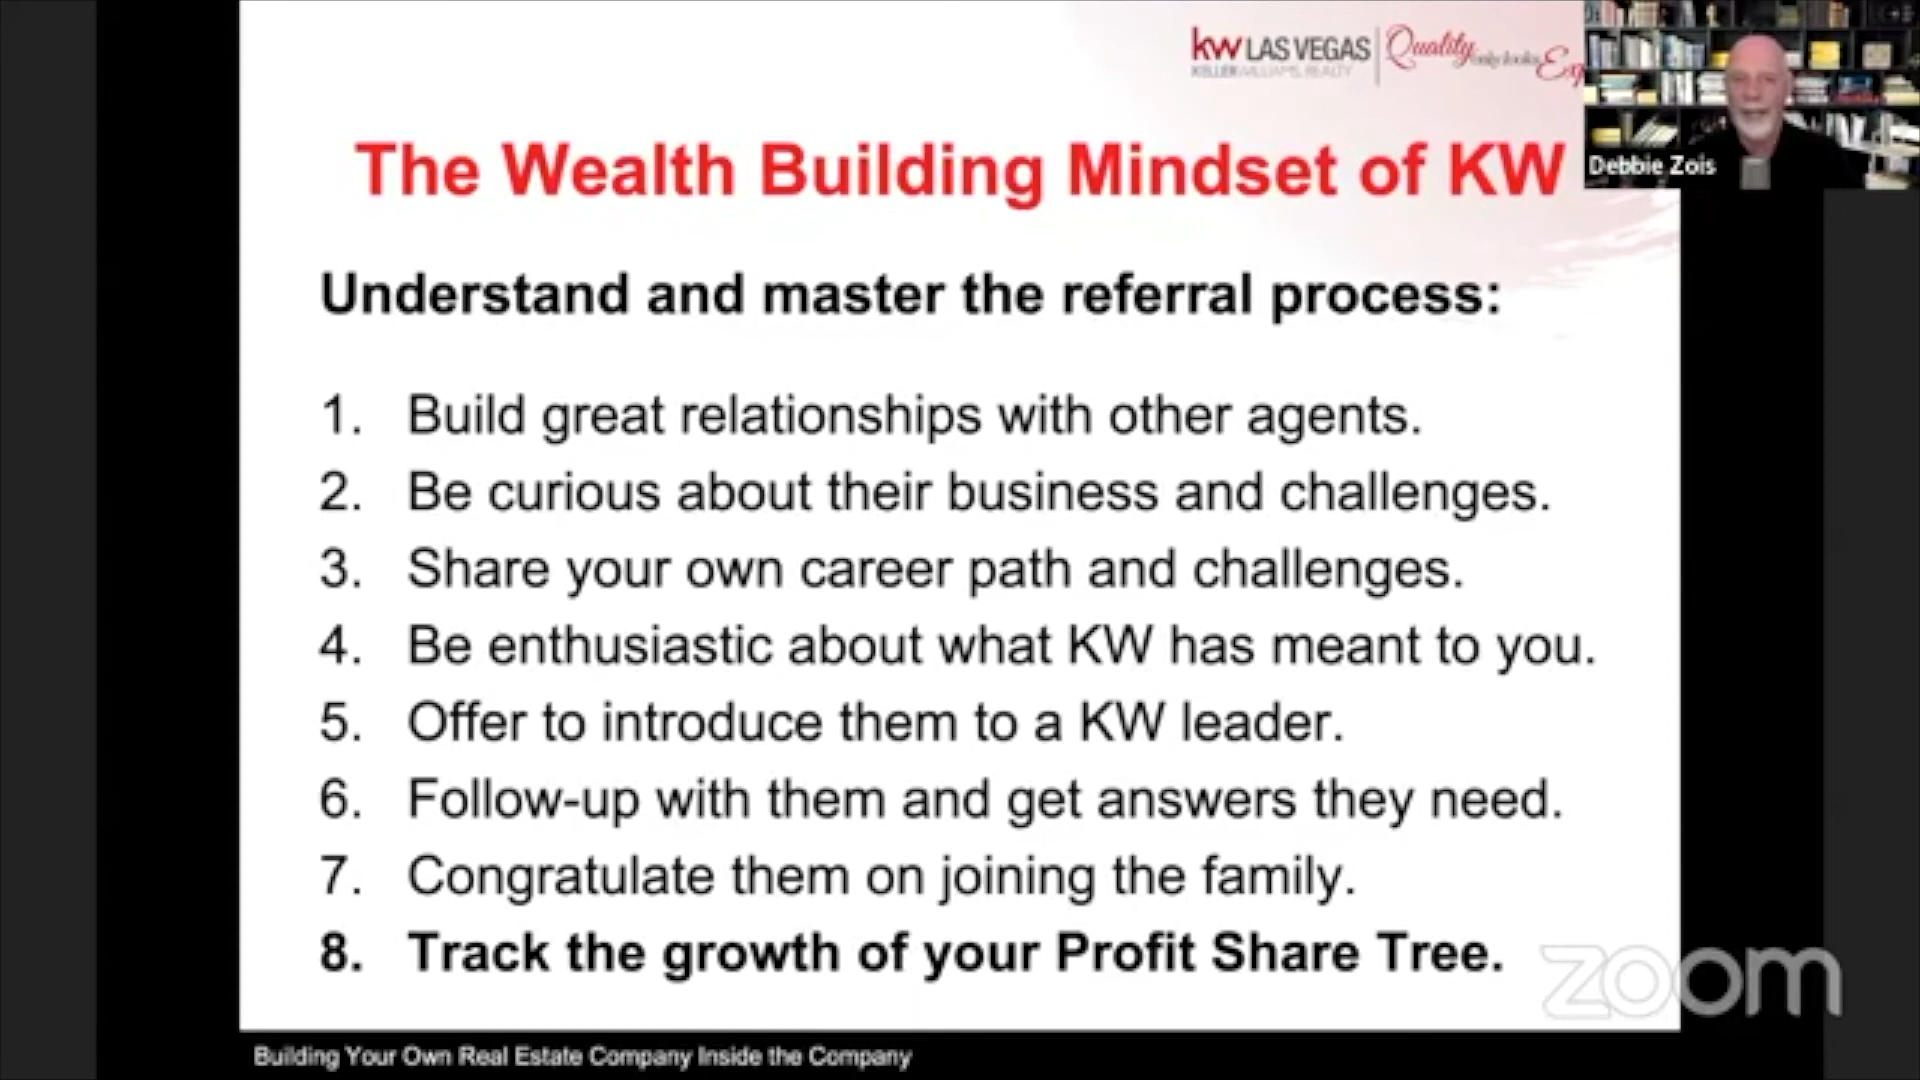 kw LAS VEGAS
KELLERWILLIAMS. REALTY
Quality only looks Exp
Debbie Zois
The Wealth Building Mindset of KW
Understand and master the referral process:
1. Build great relationships with other agents.
2. Be curious about their business and challenges.
3. Share your own career path and challenges.
4. Be enthusiastic about what KW has meant to you.
5. Offer to introduce them to a KW leader.
6. Follow-up with them and get answers they need.
7. Congratulate them on joining the family.
8. Track the growth of your Profit Share Tree.
zoom
Building Your Own Real Estate Company Inside the Company